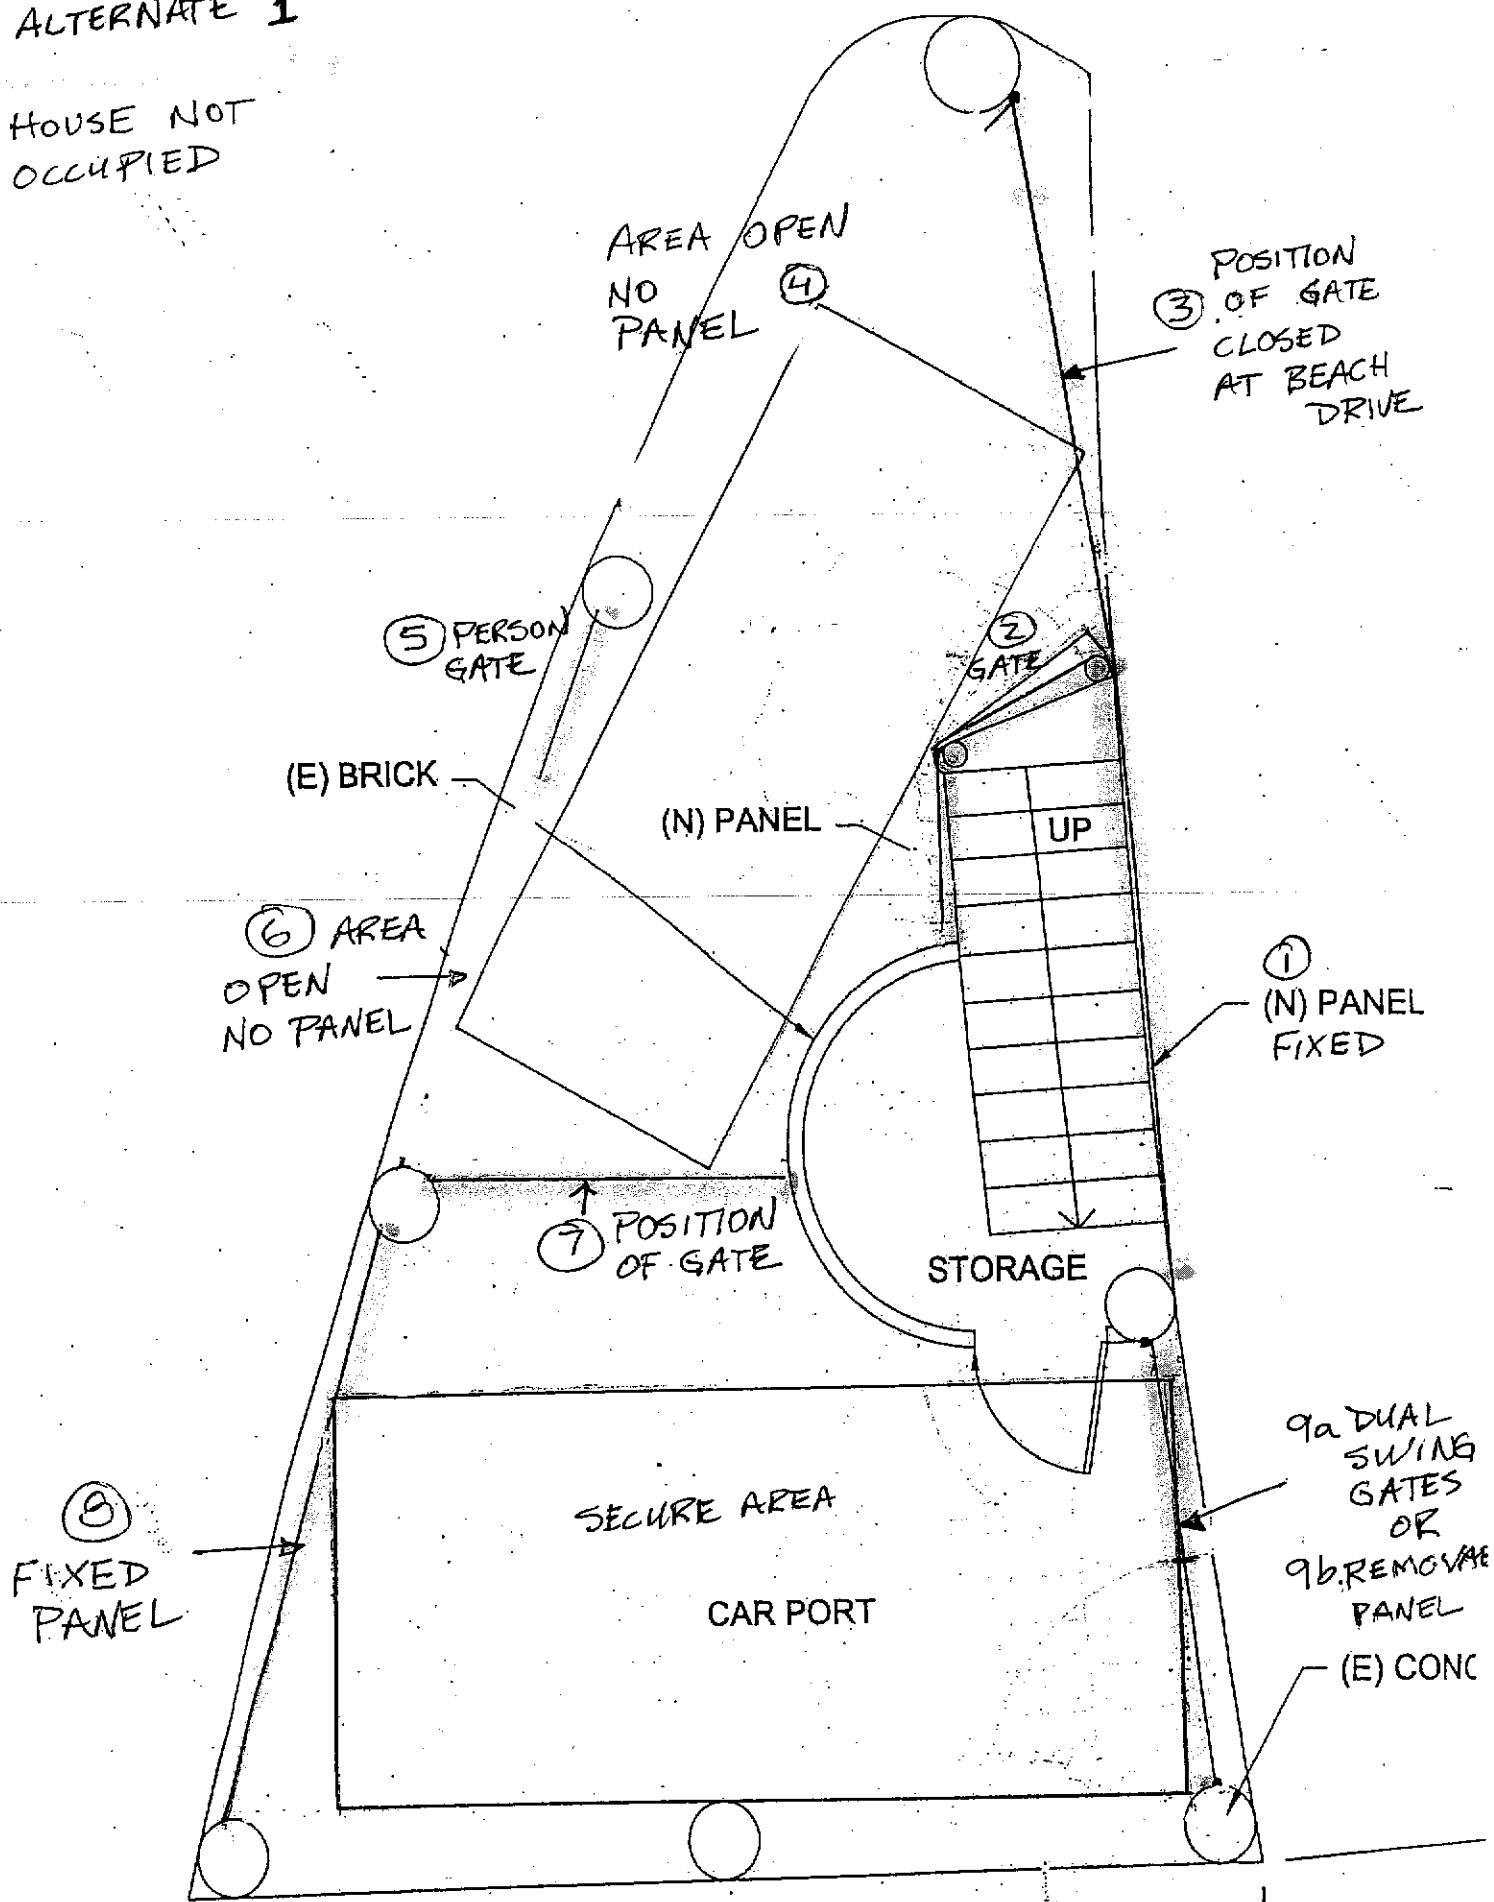 ALTERNATE 1
HOUSE NOT
OCCUPIED
AREA OPEN
NO
PANEL
4
POSITION
3 OF GATE
CLOSED
AT BEACH
DRIVE
2
GATE
5 PERSON
GATE
(E) BRICK
(N) PANEL
UP
6 AREA
OPEN
NO PANEL
1
(N) PANEL
FIXED
7 POSITION
OF GATE
STORAGE
9a DUAL
SWING
GATES
OR
9b. REMOVAE
PANEL
8
FIXED
PANEL
SECURE AREA
CAR PORT
(E) CONC